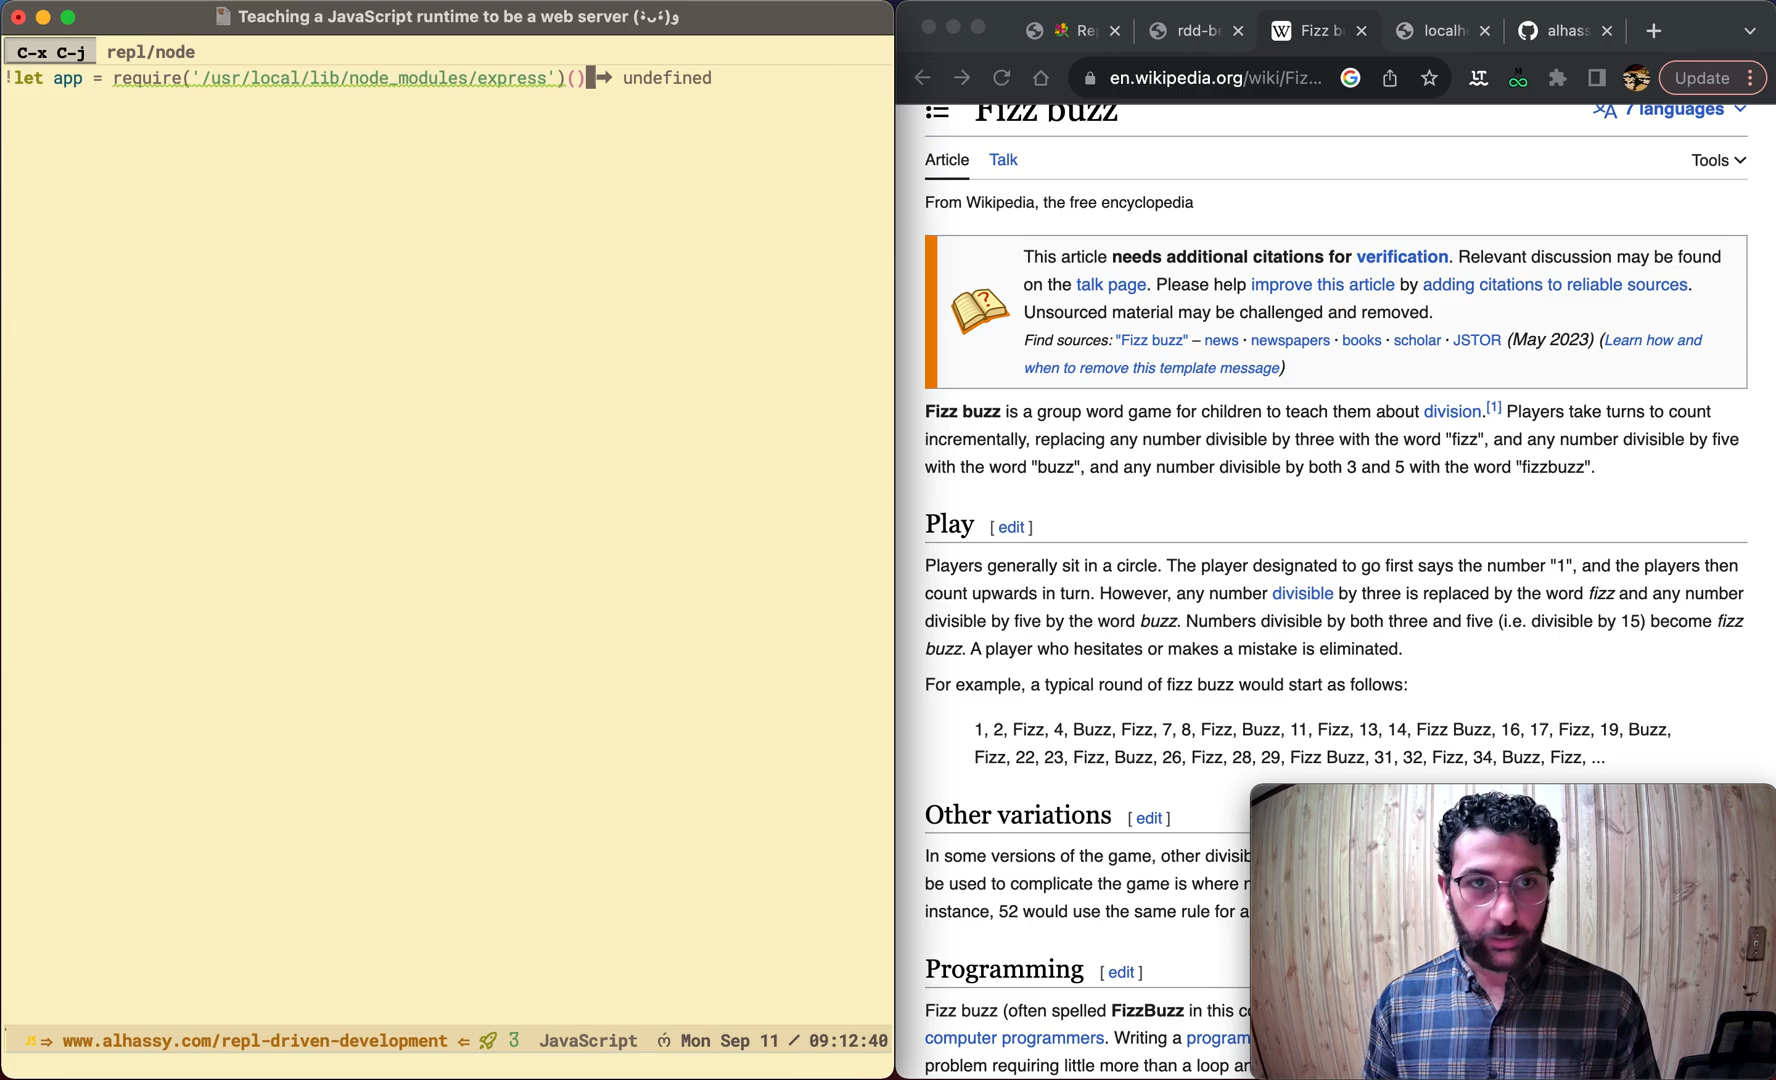 Teaching a JavaScript runtime to be a web server (•̀ᴗ•́)و
C-x C-j repl/node
!let app = require('/usr/local/lib/node_modules/express')()➡ undefined
www.alhassy.com/repl-driven-development ⇐ 🚀 3 JavaScript Mon Sep 11 / 09:12:40
Re
rdd-be
Fizz b
localh
alhass
en.wikipedia.org/wiki/Fiz...
Update
Fizz buzz
7 languages
Article Talk
Tools
From Wikipedia, the free encyclopedia
This article needs additional citations for verification. Relevant discussion may be found
on the talk page. Please help improve this article by adding citations to reliable sources.
Unsourced material may be challenged and removed.
Find sources: "Fizz buzz" – news · newspapers · books · scholar · JSTOR (May 2023) (Learn how and
when to remove this template message)
Fizz buzz is a group word game for children to teach them about division.[1] Players take turns to count
incrementally, replacing any number divisible by three with the word "fizz", and any number divisible by five
with the word "buzz", and any number divisible by both 3 and 5 with the word "fizzbuzz".
Play [ edit ]
Players generally sit in a circle. The player designated to go first says the number "1", and the players then
count upwards in turn. However, any number divisible by three is replaced by the word fizz and any number
divisible by five by the word buzz. Numbers divisible by both three and five (i.e. divisible by 15) become fizz
buzz. A player who hesitates or makes a mistake is eliminated.
For example, a typical round of fizz buzz would start as follows:
1, 2, Fizz, 4, Buzz, Fizz, 7, 8, Fizz, Buzz, 11, Fizz, 13, 14, Fizz Buzz, 16, 17, Fizz, 19, Buzz,
Fizz, 22, 23, Fizz, Buzz, 26, Fizz, 28, 29, Fizz Buzz, 31, 32, Fizz, 34, Buzz, Fizz, ...
Other variations [ edit ]
In some versions of the game, other divisib
be used to complicate the game is where
instance, 52 would use the same rule for a
Programming [ edit ]
Fizz buzz (often spelled FizzBuzz in this co
computer programmers. Writing a program
problem requiring little more than a loop an